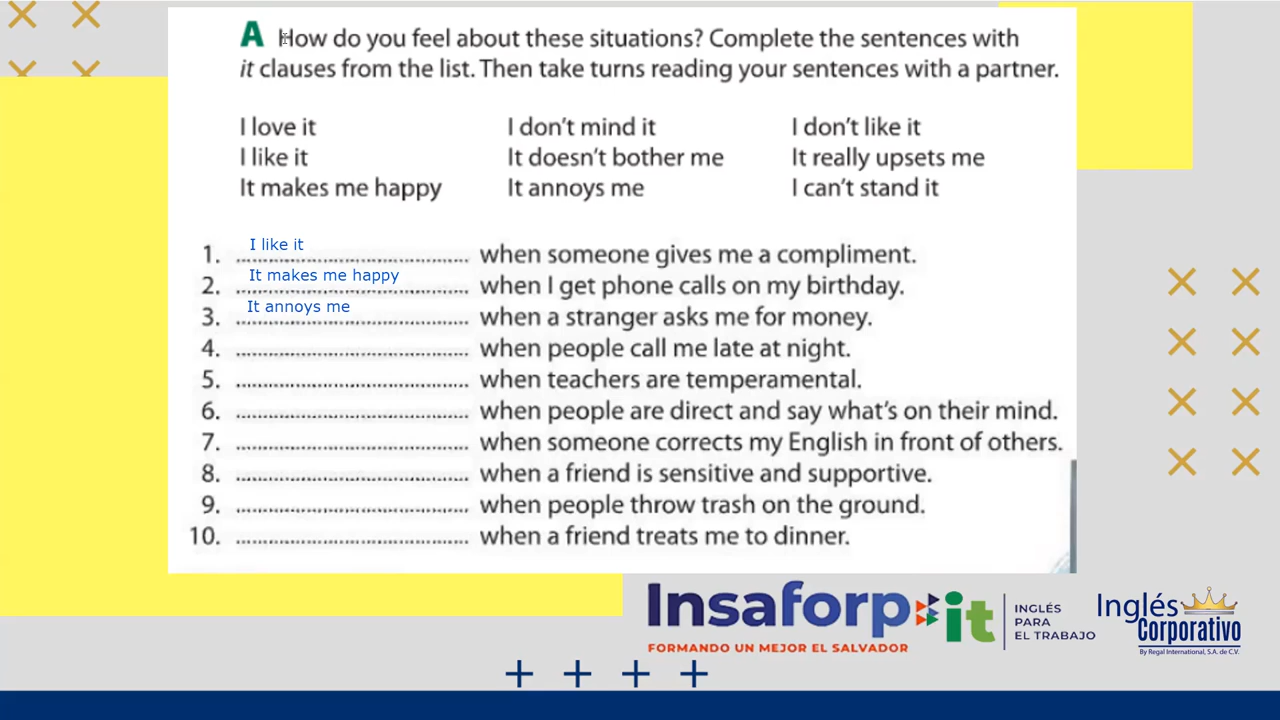 A How do you feel about these situations? Complete the sentences with
it clauses from the list. Then take turns reading your sentences with a partner.
I love it
I like it
It makes me happy
I don't mind it
It doesn't bother me
It annoys me
I don't like it
It really upsets me
I can't stand it
1. I like it when someone gives me a compliment.
2. It makes me happy when I get phone calls on my birthday.
3. It annoys me when a stranger asks me for money.
4. ........................................ when people call me late at night.
5. ........................................ when teachers are temperamental.
6. ........................................ when people are direct and say what's on their mind.
7. ........................................ when someone corrects my English in front of others.
8. ........................................ when a friend is sensitive and supportive.
9. ........................................ when people throw trash on the ground.
10. ........................................ when a friend treats me to dinner.
Insaforp
FORMANDO UN MEJOR EL SALVADOR
it
INGLÉS
PARA
EL TRABAJO
Inglés
Corporativo
By Regal International, S.A. de C.V.